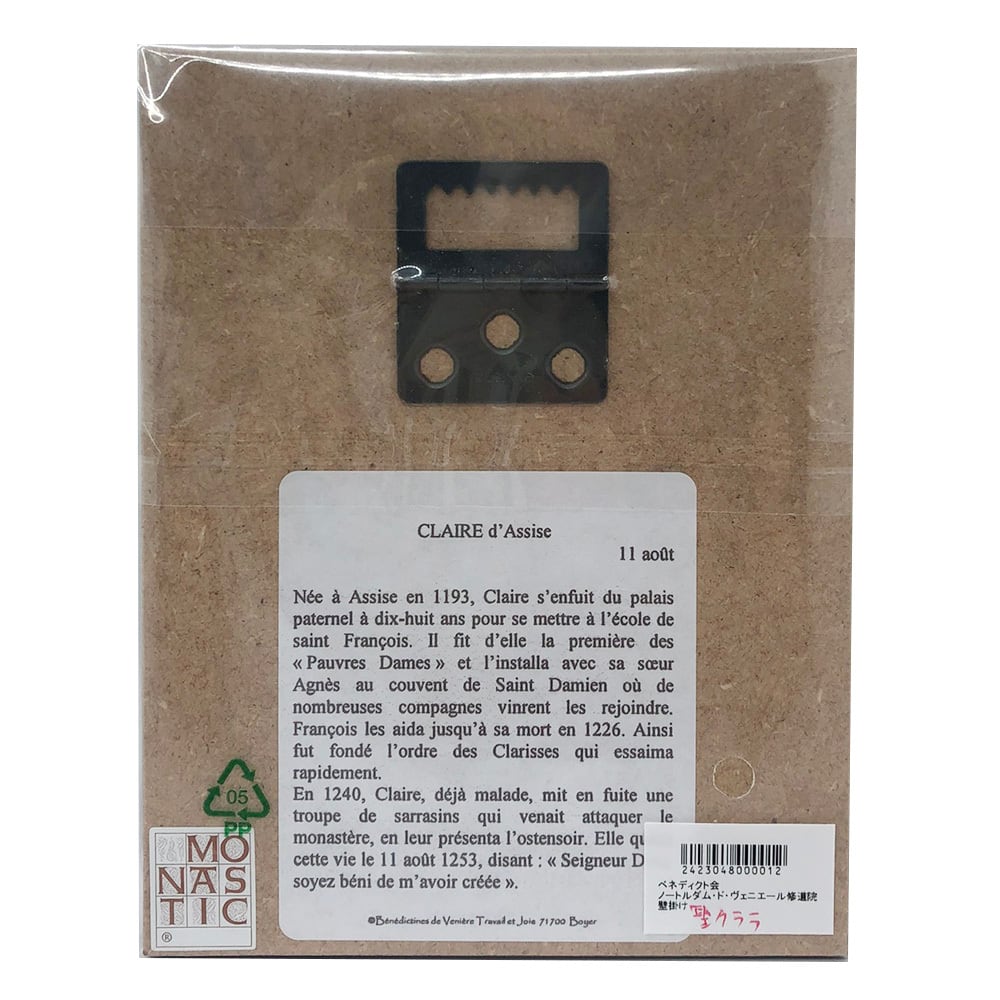 CLAIRE d’Assise
11 août
Née à Assise en 1193, Claire s’enfuit du palais
paternel à dix-huit ans pour se mettre à l’école de
saint François. Il fit d’elle la première des
« Pauvres Dames » et l’installa avec sa sœur
Agnès au couvent de Saint Damien où de
nombreuses compagnes vinrent les rejoindre.
François les aida jusqu’à sa mort en 1226. Ainsi
fut fondé l’ordre des Clarisses qui essaima
rapidement.
En 1240, Claire, déjà malade, mit en fuite une
troupe de sarrasins qui venait attaquer le
monastère, en leur présenta l’ostensoir. Elle qu
cette vie le 11 août 1253, disant : « Seigneur D
soyez béni de m’avoir créée ».
©Bénédictines de Venière Travail et Joie 71700 Boyer
05
PP
MO
NAS
TIC
®
2423048000012
ベネディクト会
ノートルダム・ド・ヴェニエール修道院
壁掛け 聖クララ